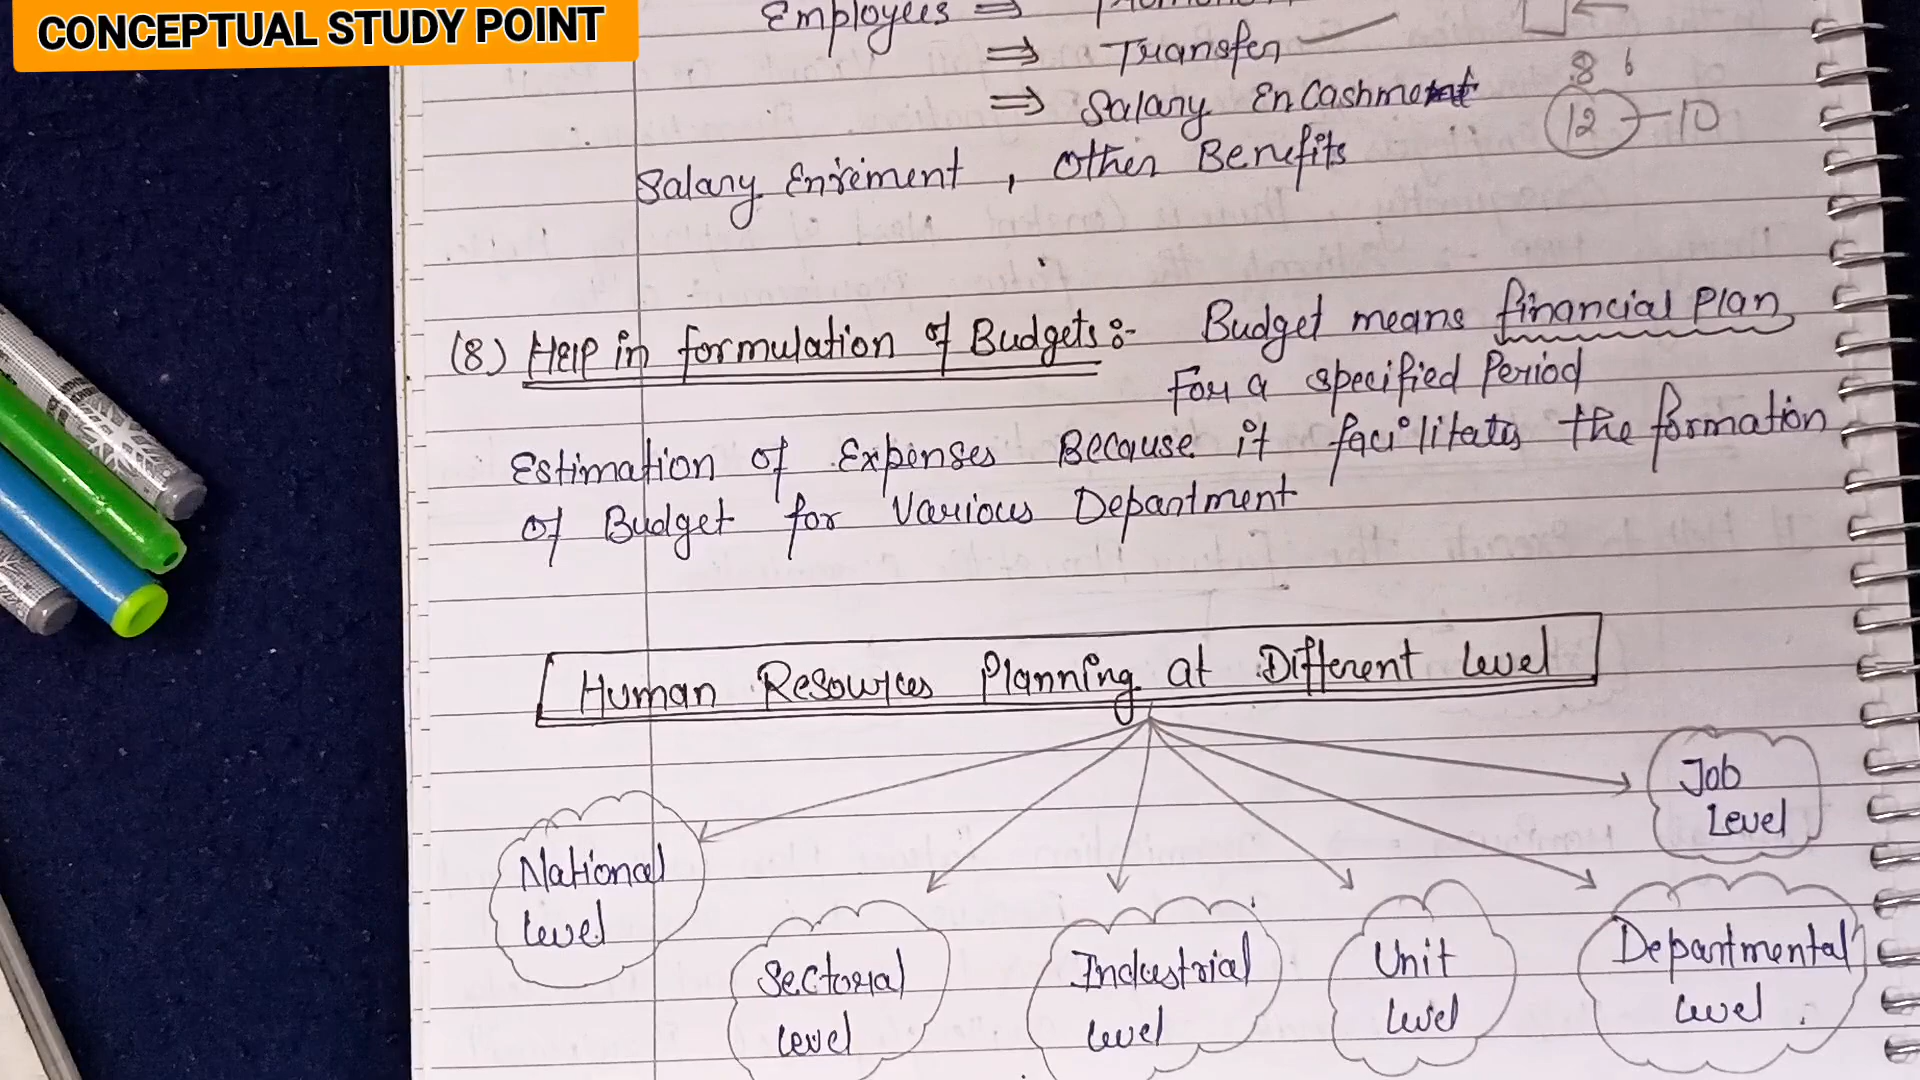 CONCEPTUAL STUDY POINT
Employees ⇒
⇒ Transfer
⇒ Salary Encashment
8 6
12 10
Salary Enrement , Other Benefits
(8) Help in formulation of Budgets :- Budget means financial Plan
For a specified Period
Estimation of Expenses Because it facilitates the formation
of Budget for Various Department
Human Resources Planning at Different Level
Job
Level
National
Level
Sectorial
Level
Industrial
Level
Unit
Level
Departmental
Level